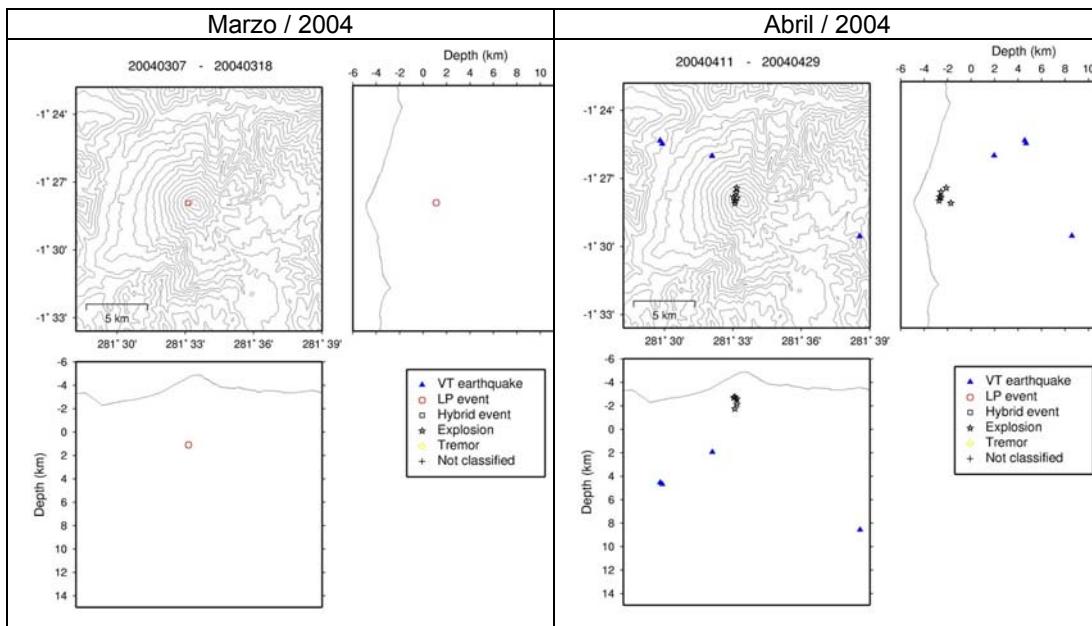 Marzo / 2004
20040307 - 20040318
Depth (km)
-6 -4 -2 0 2 4 6 8 10
-1° 24'
-1° 27'
-1° 30'
-1° 33'
5 km
281° 30' 281° 33' 281° 36' 281° 39'
-6
-4
-2
0
2
4
6
8
10
12
14
Depth (km)
VT earthquake
LP event
Hybrid event
Explosion
Tremor
Not classified
Abril / 2004
20040411 - 20040429
Depth (km)
-6 -4 -2 0 2 4 6 8 10
-1° 24'
-1° 27'
-1° 30'
-1° 33'
5 km
281° 30' 281° 33' 281° 36' 281° 39'
-6
-4
-2
0
2
4
6
8
10
12
14
Depth (km)
VT earthquake
LP event
Hybrid event
Explosion
Tremor
Not classified